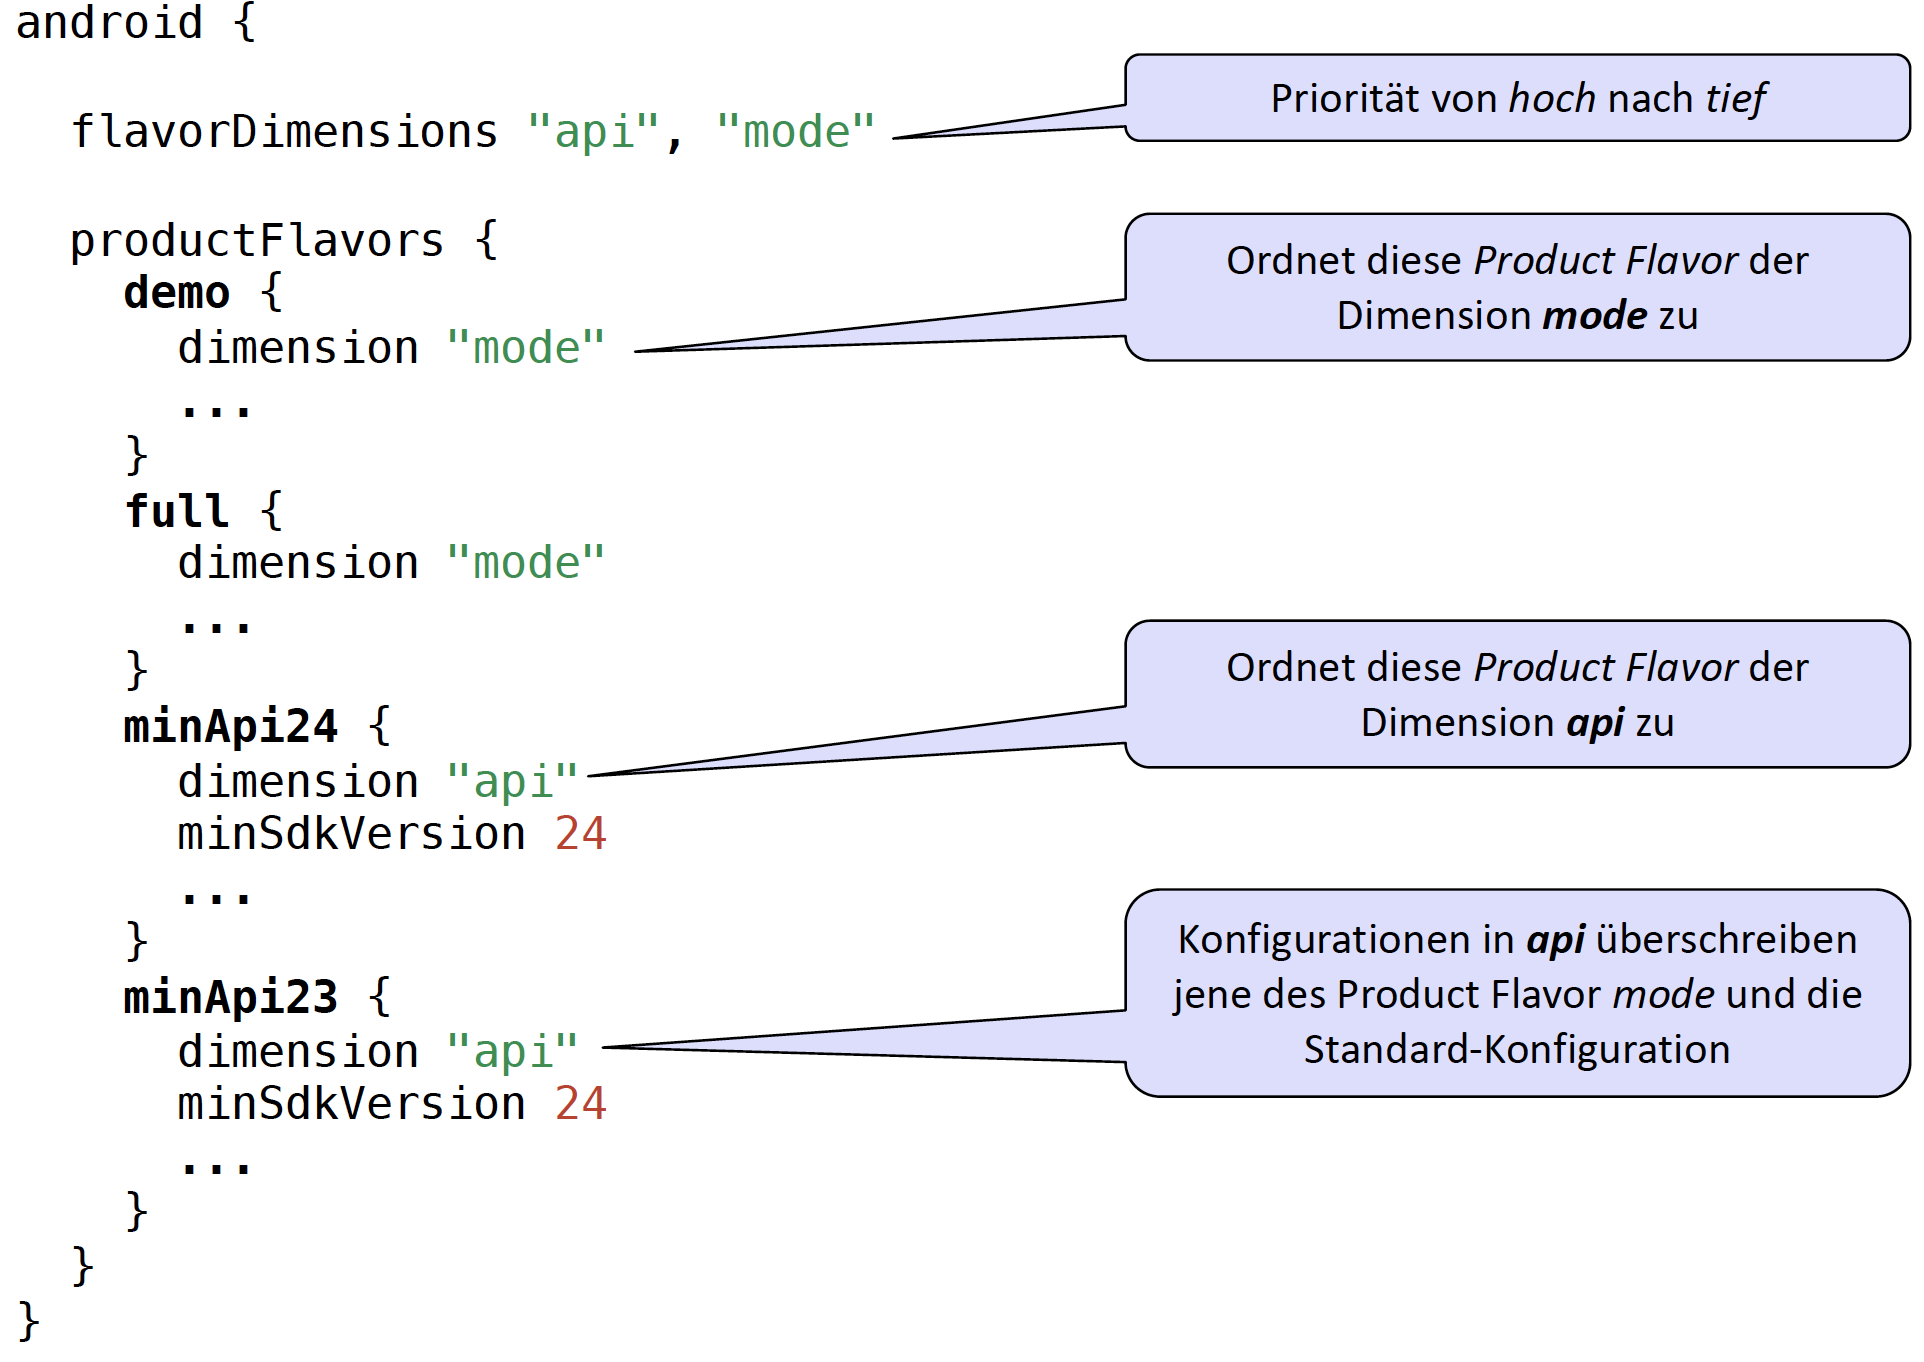 android {
Priorität von hoch nach tief
flavorDimensions "api", "mode"
productFlavors {
demo {
Ordnet diese Product Flavor der
Dimension mode zu
dimension "mode"
...
}
full {
dimension "mode"
...
}
Ordnet diese Product Flavor der
Dimension api zu
minApi24 {
dimension "api"
minSdkVersion 24
...
}
Konfigurationen in api überschreiben
jene des Product Flavor mode und die
Standard-Konfiguration
minApi23 {
dimension "api"
minSdkVersion 24
...
}
}
}